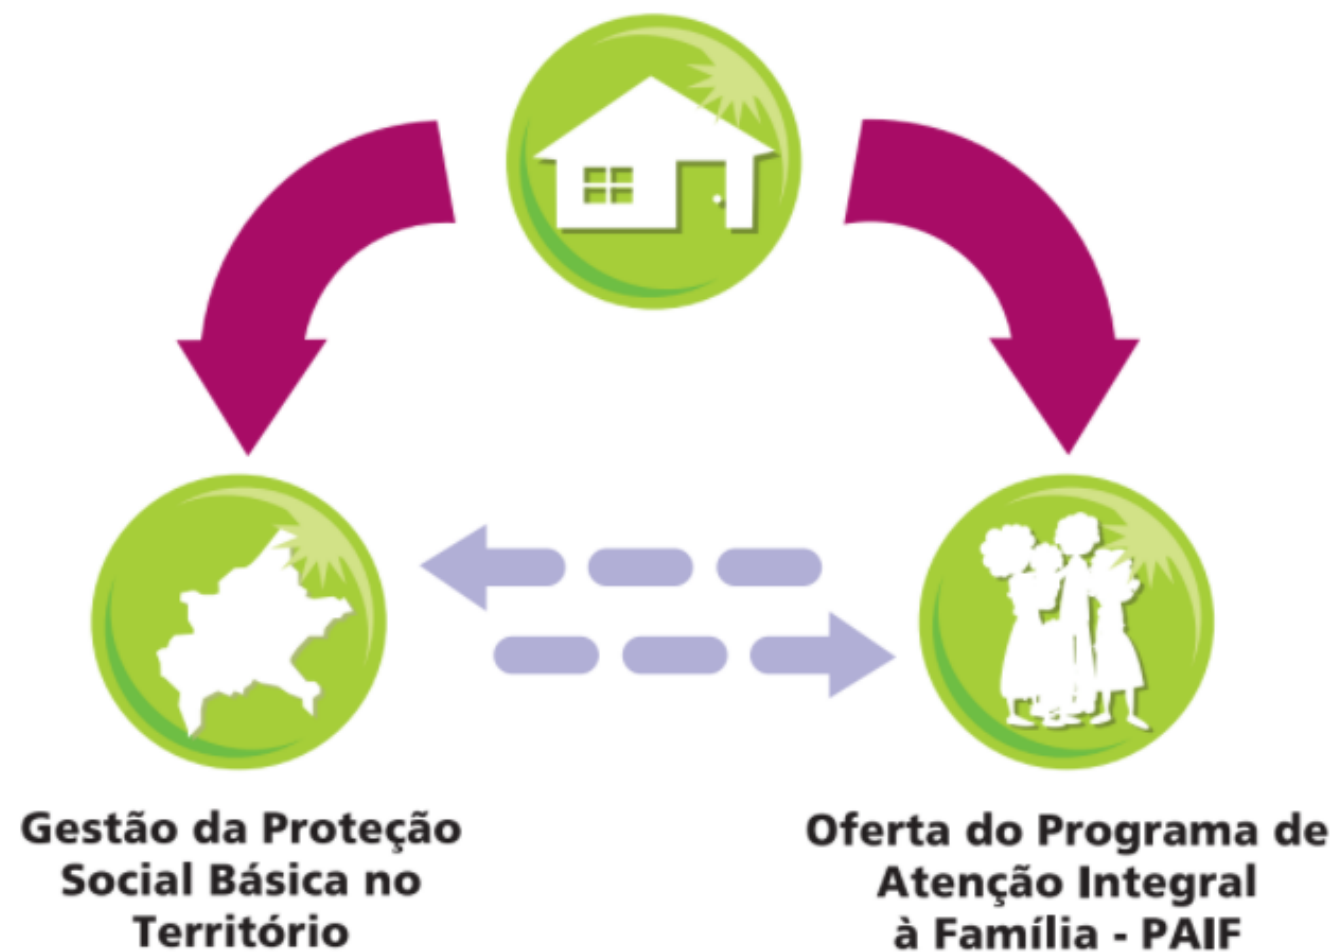 Gestão da Proteção
Social Básica no
Território
Oferta do Programa de
Atenção Integral
à Família - PAIF